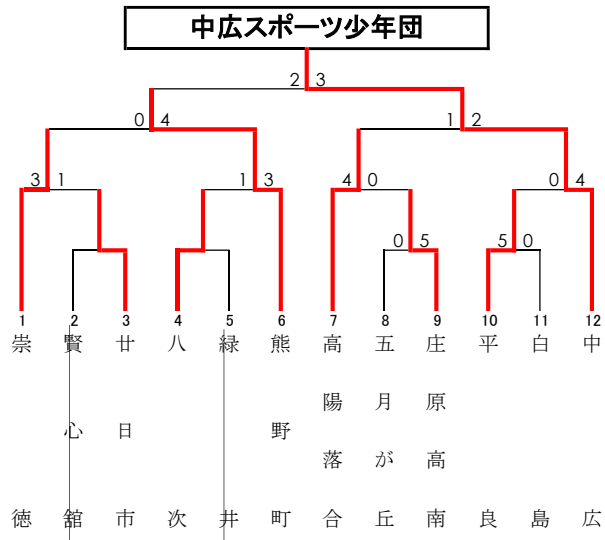 中広スポーツ少年団
2 3
0 4 1 2
3 1 1 3 4 0 0 4
0 5 5 0
1 2 3 4 5 6 7 8 9 10 11 12
崇徳
賢心舘
廿日市
八次
緑井
熊野町
高陽落合
五月が丘
庄原高南
平良
白島
中広